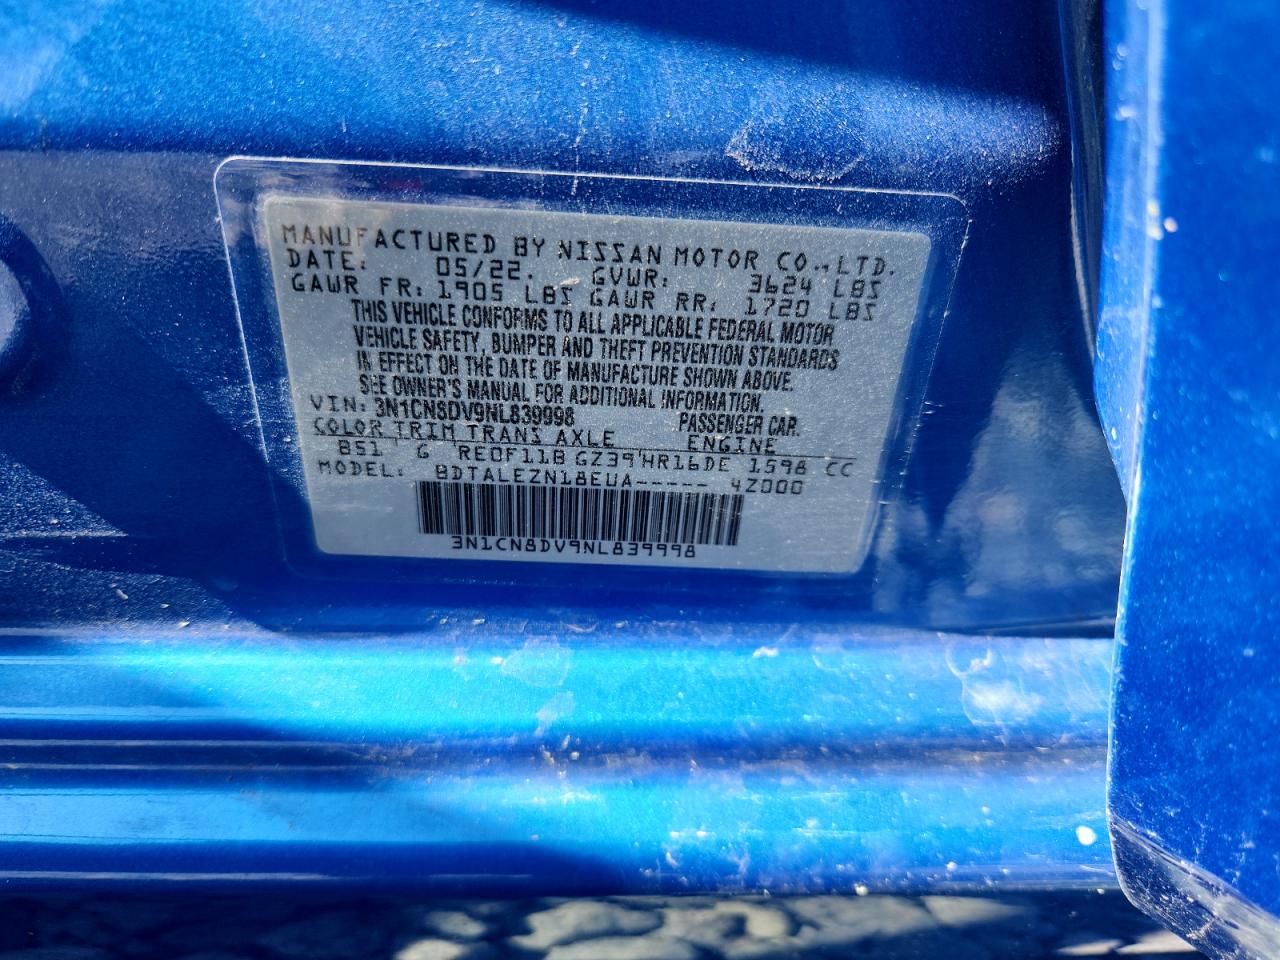 MANUFACTURED BY NISSAN MOTOR CO., LTD.
DATE: 05/22. GVWR: 3624 LBS
GAWR FR: 1905 LBS GAWR RR: 1720 LBS
THIS VEHICLE CONFORMS TO ALL APPLICABLE FEDERAL MOTOR
VEHICLE SAFETY, BUMPER AND THEFT PREVENTION STANDARDS
IN EFFECT ON THE DATE OF MANUFACTURE SHOWN ABOVE.
SEE OWNER'S MANUAL FOR ADDITIONAL INFORMATION.
VIN: 3N1CN8DV9NL839998 PASSENGER CAR.
COLOR TRIM TRANS AXLE ENGINE
B51 G RE0F11B GZ39 HR16DE 1598 CC
MODEL: BDTALEZN18EUA----- 4Z000
3N1CN8DV9NL839998